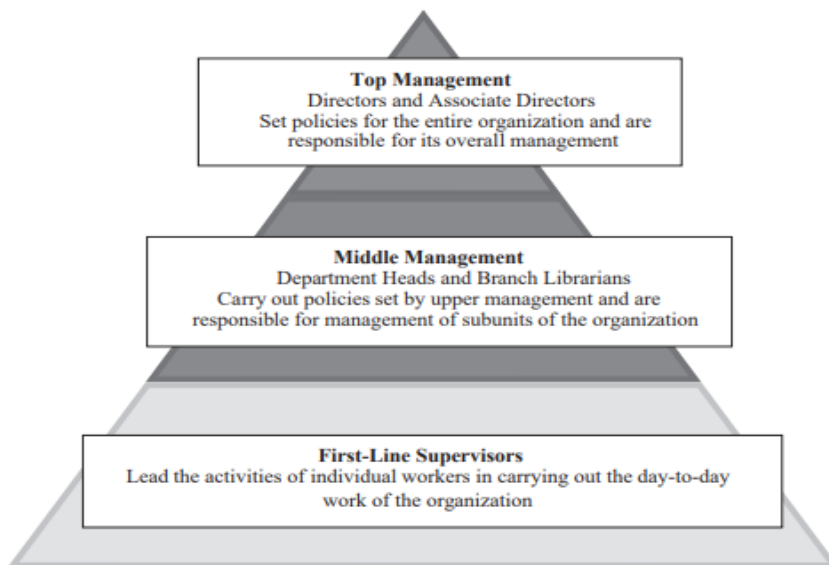 Top Management
Directors and Associate Directors
Set policies for the entire organization and are
responsible for its overall management
Middle Management
Department Heads and Branch Librarians
Carry out policies set by upper management and are
responsible for management of subunits of the organization
First-Line Supervisors
Lead the activities of individual workers in carrying out the day-to-day
work of the organization